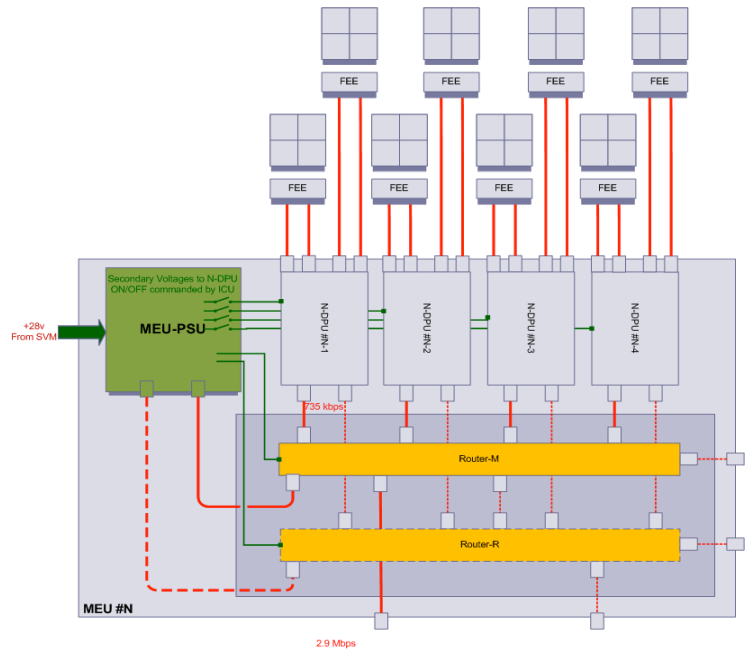 FEE
FEE
FEE
FEE
FEE
FEE
FEE
FEE
Secondary Voltages to N-DPU
ON/OFF commanded by ICU
+28v
From SVM
MEU-PSU
N-DPU #N-1
N-DPU #N-2
N-DPU #N-3
N-DPU #N-4
735 kbps
Router-M
Router-R
MEU #N
2.9 Mbps